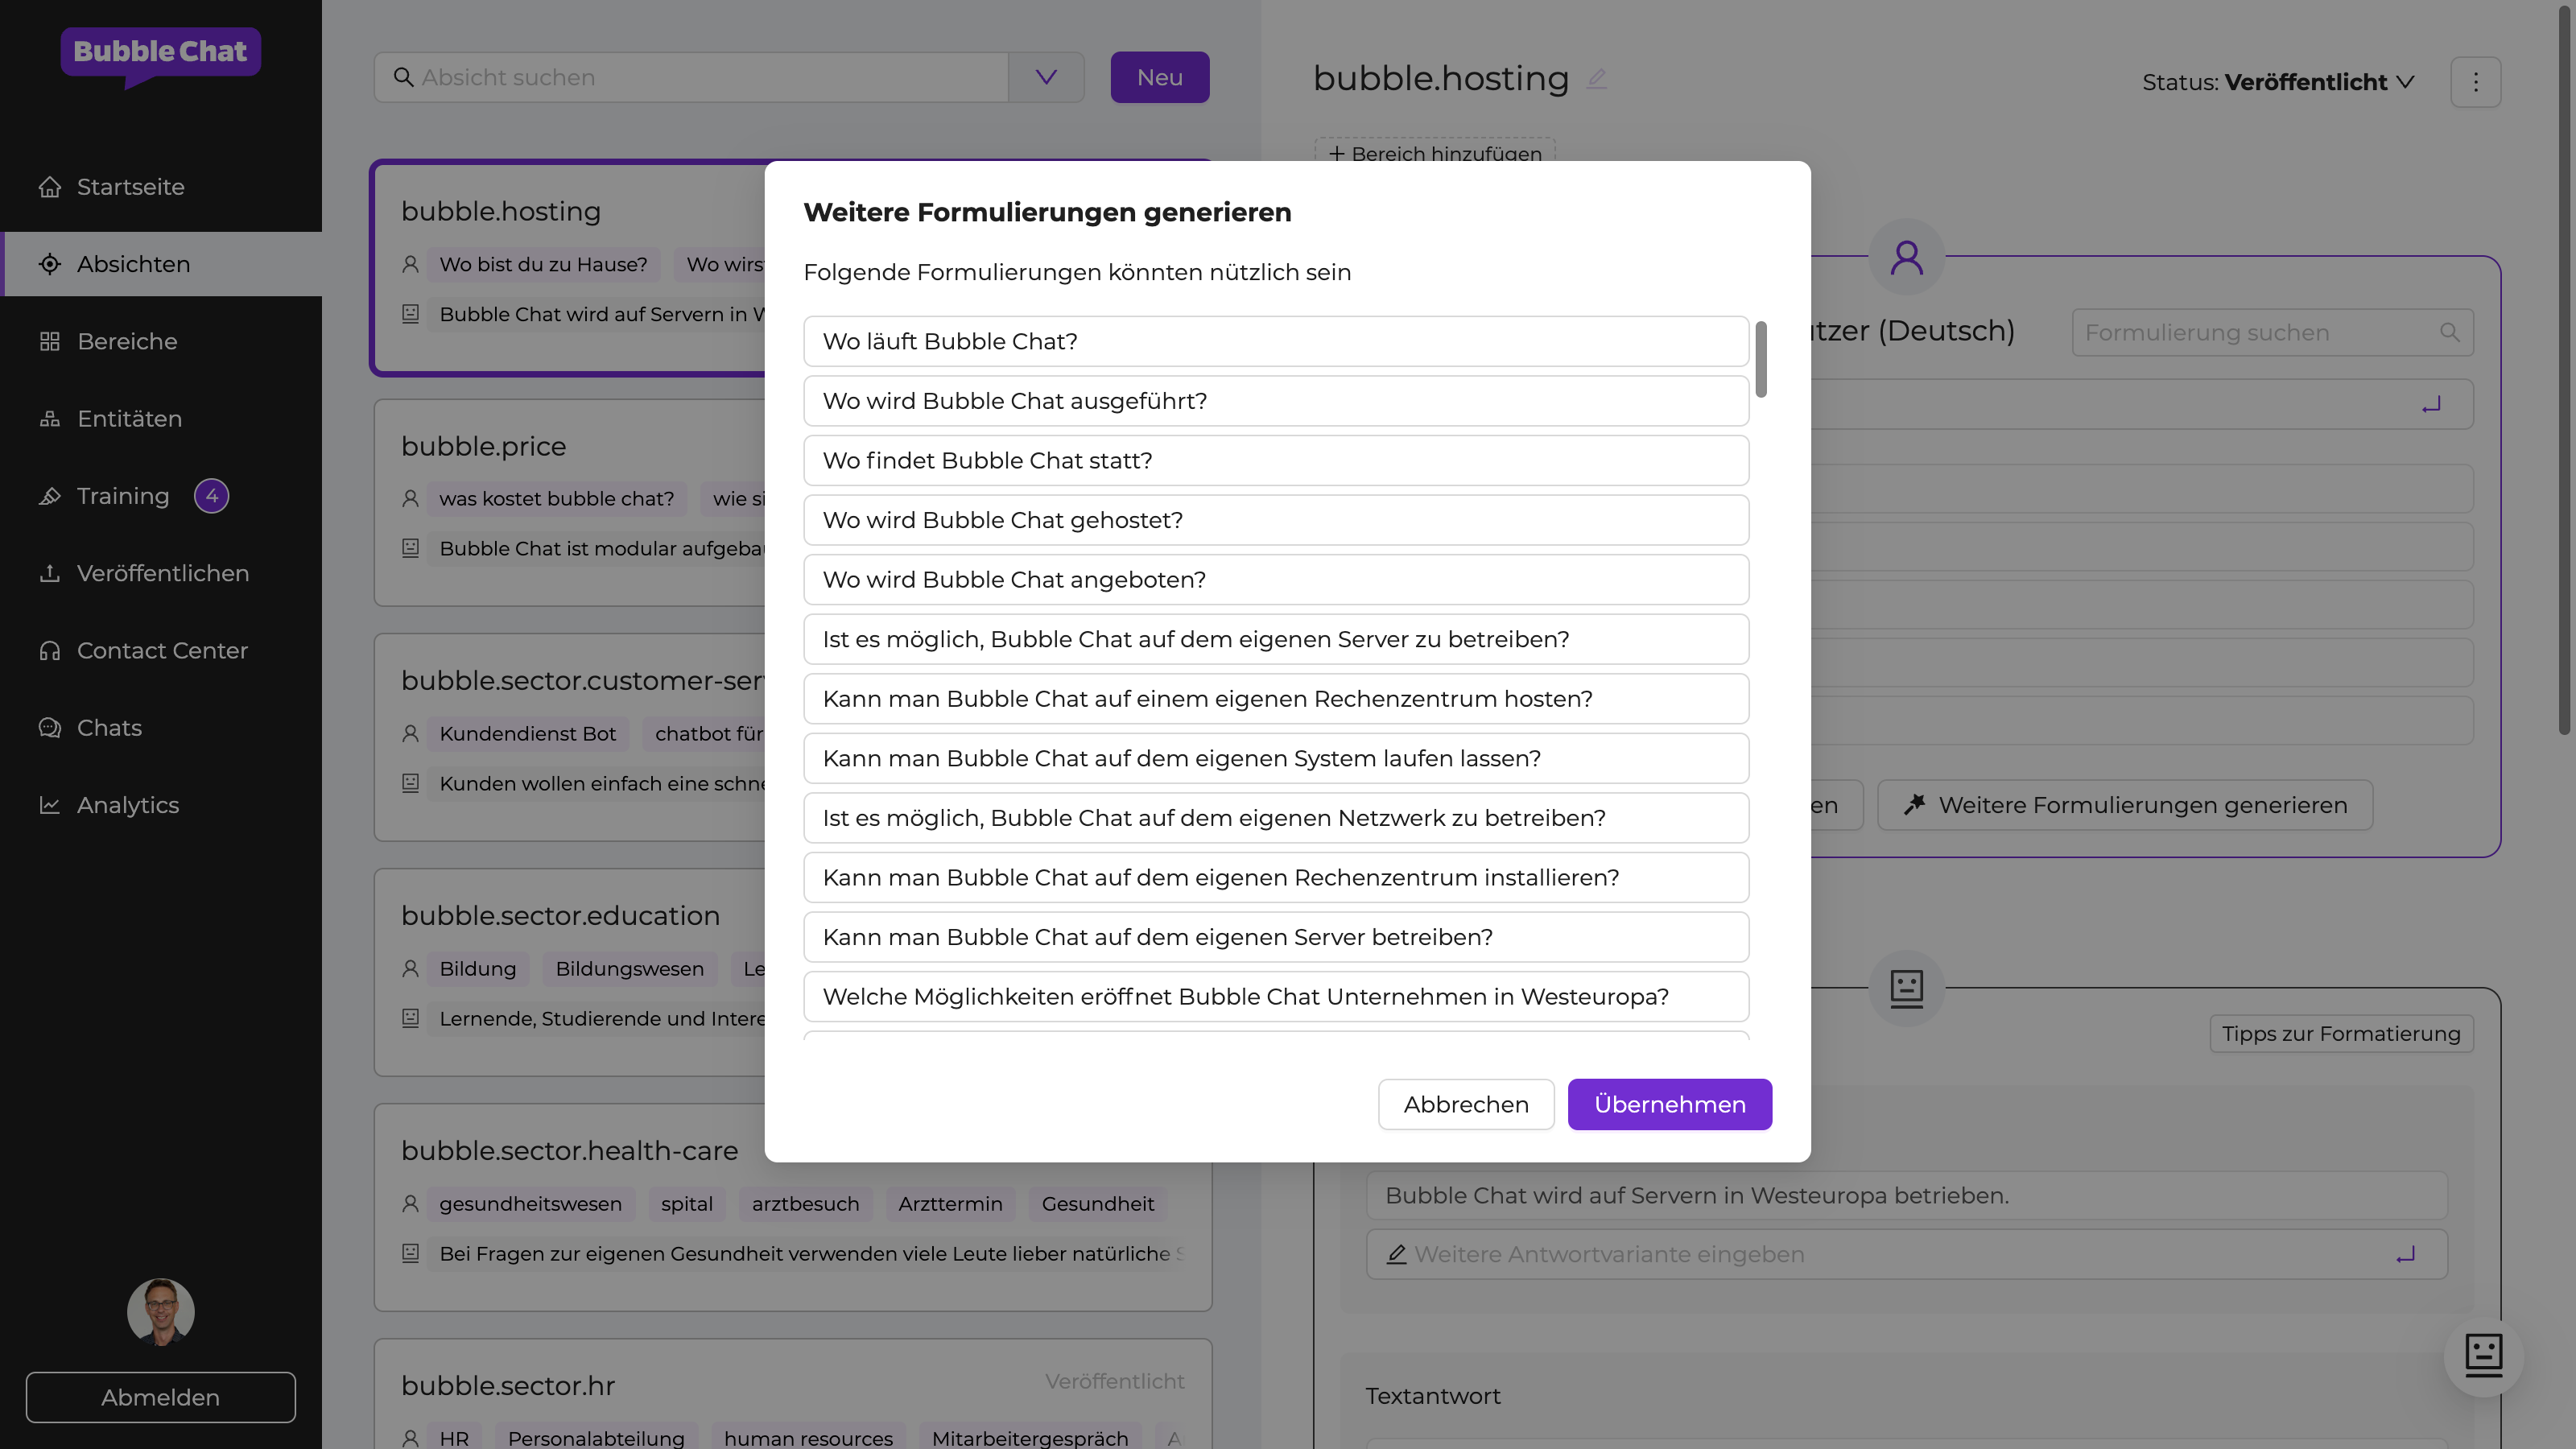 Bubble Chat
Startseite
Absichten
Bereiche
Entitäten
Training 4
Veröffentlichen
Contact Center
Chats
Analytics
Abmelden
Absicht suchen
Neu
bubble.hosting
Wo bist du zu Hause? Wo
Bubble Chat wird auf Servern in
bubble.price
was kostet bubble chat? wie
Bubble Chat ist modular
bubble.sector.customer
Kundendienst Bot chatbot für
Kunden wollen einfach eine
bubble.sector.education
Bildung Bildungswesen
Lernende, Studierende und
bubble.sector.health-care
gesundheitswesen spital arztbesuch Arzttermin Gesundheit
Bei Fragen zur eigenen Gesundheit verwenden viele Leute lieber natürliche
bubble.sector.hr Veröffentlicht
HR Personalabteilung human resources Mitarbeitergespräch A
Weitere Formulierungen generieren
Folgende Formulierungen könnten nützlich sein
Wo läuft Bubble Chat?
Wo wird Bubble Chat ausgeführt?
Wo findet Bubble Chat statt?
Wo wird Bubble Chat gehostet?
Wo wird Bubble Chat angeboten?
Ist es möglich, Bubble Chat auf dem eigenen Server zu betreiben?
Kann man Bubble Chat auf einem eigenen Rechenzentrum hosten?
Kann man Bubble Chat auf dem eigenen System laufen lassen?
Ist es möglich, Bubble Chat auf dem eigenen Netzwerk zu betreiben?
Kann man Bubble Chat auf dem eigenen Rechenzentrum installieren?
Kann man Bubble Chat auf dem eigenen Server betreiben?
Welche Möglichkeiten eröffnet Bubble Chat Unternehmen in Westeuropa?
Abbrechen
Übernehmen
bubble.hosting
Status: Veröffentlicht
+ Bereich hinzufügen
tzer (Deutsch)
Formulierung suchen
en
Weitere Formulierungen generieren
Tipps zur Formatierung
Bubble Chat wird auf Servern in Westeuropa betrieben.
Weitere Antwortvariante eingeben
Textantwort